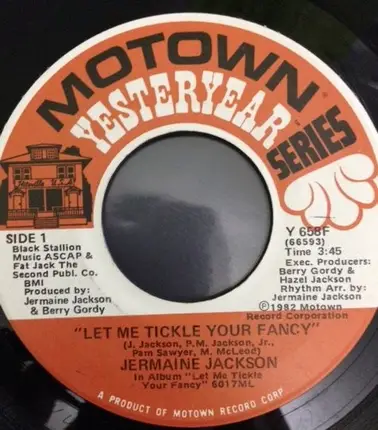 MOTOWN®
YESTERYEAR™
SERIES
SIDE 1
Black Stallion
Music ASCAP &
Fat Jack The
Second Publ. Co.
BMI
Produced by:
Jermaine Jackson
& Berry Gordy
Y 658F
(66593)
Time 3:45
Exec. Producers:
Berry Gordy &
Hazel Jackson
Rhythm Arr. by:
Jermaine Jackson
Ⓟ©1982 Motown
Record Corporation
"LET ME TICKLE YOUR FANCY"
(J. Jackson, P.M. Jackson, Jr.,
Pam Sawyer, M. McLeod)
JERMAINE JACKSON
In Album "Let Me Tickle
Your Fancy" 6017ML
A PRODUCT OF MOTOWN RECORD CORP